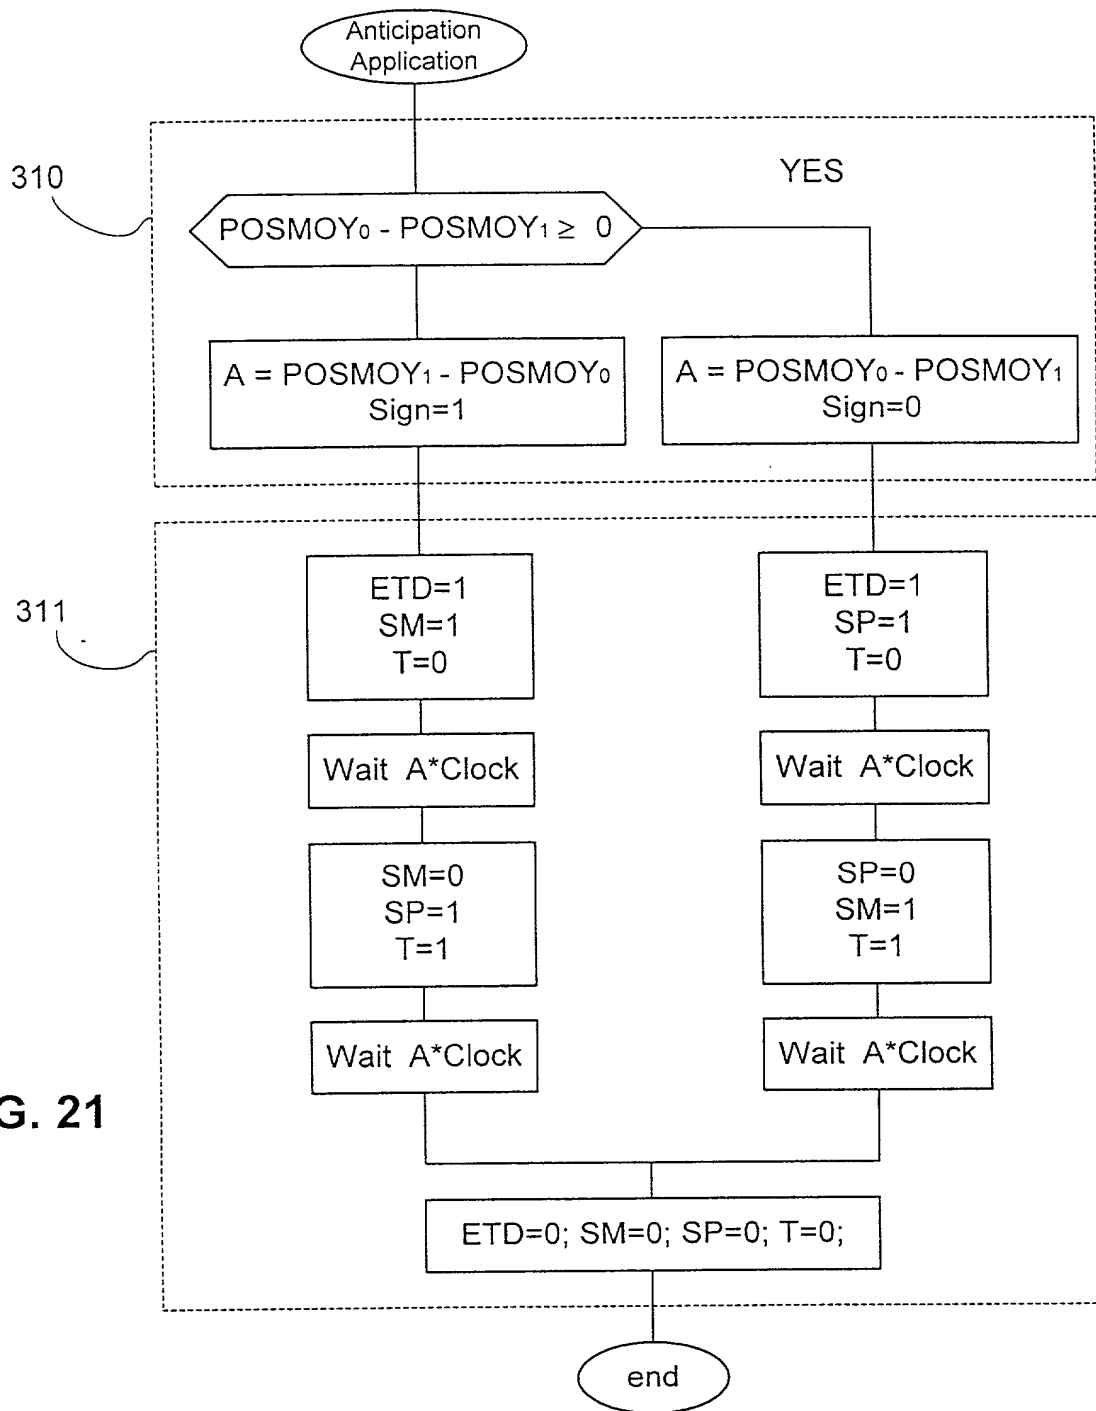 Anticipation
Application
310
YES
POSMOY0 - POSMOY1 ≥ 0
A = POSMOY1 - POSMOY0
Sign=1
A = POSMOY0 - POSMOY1
Sign=0
311
ETD=1
SM=1
T=0
ETD=1
SP=1
T=0
Wait A*Clock
Wait A*Clock
SM=0
SP=1
T=1
SP=0
SM=1
T=1
Wait A*Clock
Wait A*Clock
G. 21
ETD=0; SM=0; SP=0; T=0;
end